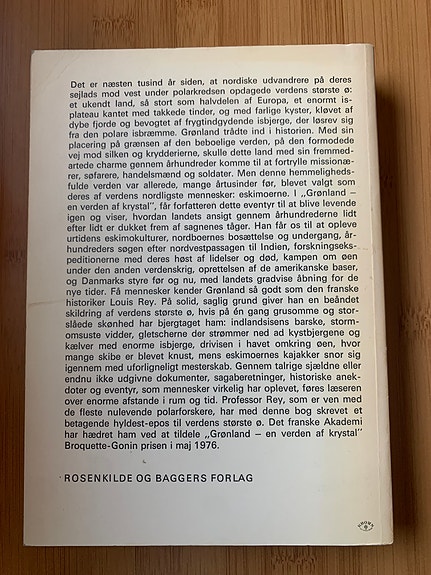 Det er næsten tusind år siden, at nordiske udvandrere på deres
sejlads mod vest under polarkredsen opdagede verdens største ø:
et ukendt land, så stort som halvdelen af Europa, et enormt is-
plateau kantet med takkede tinder, og med farlige kyster, kløvet af
dybe fjorde og bevogtet af frygtindgydende isbjerge, der løsrev sig
fra den polare isbræmme. Grønland trådte ind i historien. Med sin
placering på grænsen af den beboelige verden, på den formodede
vej mod silken og krydderierne, skulle dette land med sin fremmed-
artede charme gennem århundreder komme til at fortrylle missionæ-
rer, søfarere, handelsmænd og soldater. Men denne hemmeligheds-
fulde verden var allerede, mange årtusinder før, blevet valgt som
deres af verdens nordligste mennesker: eskimoerne. I ,,Grønland –
en verden af krystal", får forfatteren dette eventyr til at blive levende
igen og viser, hvordan landets ansigt gennem århundrederne lidt
efter lidt er dukket frem af sagnenes tåger. Han får os til at opleve
urtidens eskimokulturer, nordboernes bosættelse og undergang, år-
hundreders søgen efter nordvestpassagen til Indien, forskningseks-
peditionerne med deres høst af lidelser og død, kampen om øen
under den anden verdenskrig, oprettelsen af de amerikanske baser,
og Danmarks styre før og nu, med landets gradvise åbning for de
nye tider. Få mennesker kender Grønland så godt som den franske
historiker Louis Rey. På solid, saglig grund giver han en beåndet
skildring af verdens største ø, hvis på én gang grusomme og stor-
slåede skønhed har bjergtaget ham: indlandsisens barske, storm-
omsuste vidder, gletscherne der strømmer ned ad kystbjergene og
kælver med enorme isbjerge, drivisen i havet omkring øen, hvor
mange skibe er blevet knust, mens eskimoernes kajakker snor sig
igennem med uforligneligt mesterskab. Gennem talrige sjældne eller
endnu ikke udgivne dokumenter, sagaberetninger, historiske anek-
doter og eventyr, som mennesker virkelig har oplevet, føres læseren
over enorme afstande i rum og tid. Professor Rey, som er ven med
de fleste nulevende polarforskere, har med denne bog skrevet et
betagende hyldest-epos til verdens største ø. Det franske Akademi
har hædret ham ved at tildele ,,Grønland – en verden af krystal"
Broquette-Gonin prisen i maj 1976.
ROSENKILDE OG BAGGERS FORLAG